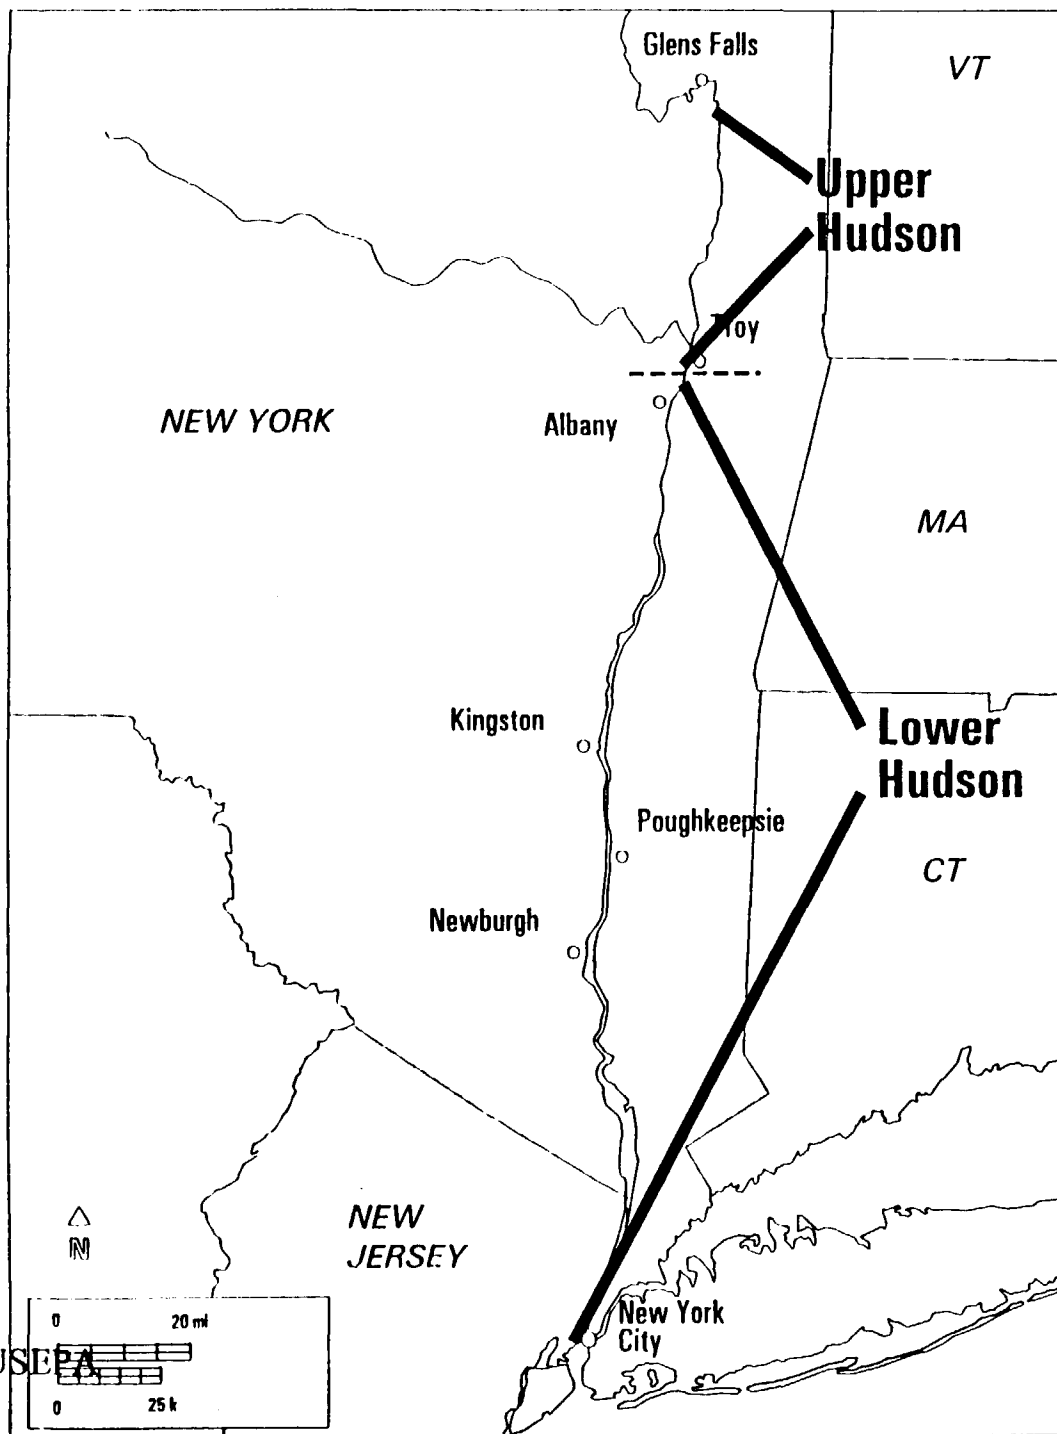 Glens Falls
VT
Upper
Hudson
Troy
NEW YORK
Albany
MA
Kingston
Lower
Hudson
Poughkeepsie
CT
Newburgh
N
NEW
JERSEY
New York
City
0 20 mi
USEPA
0 25 k